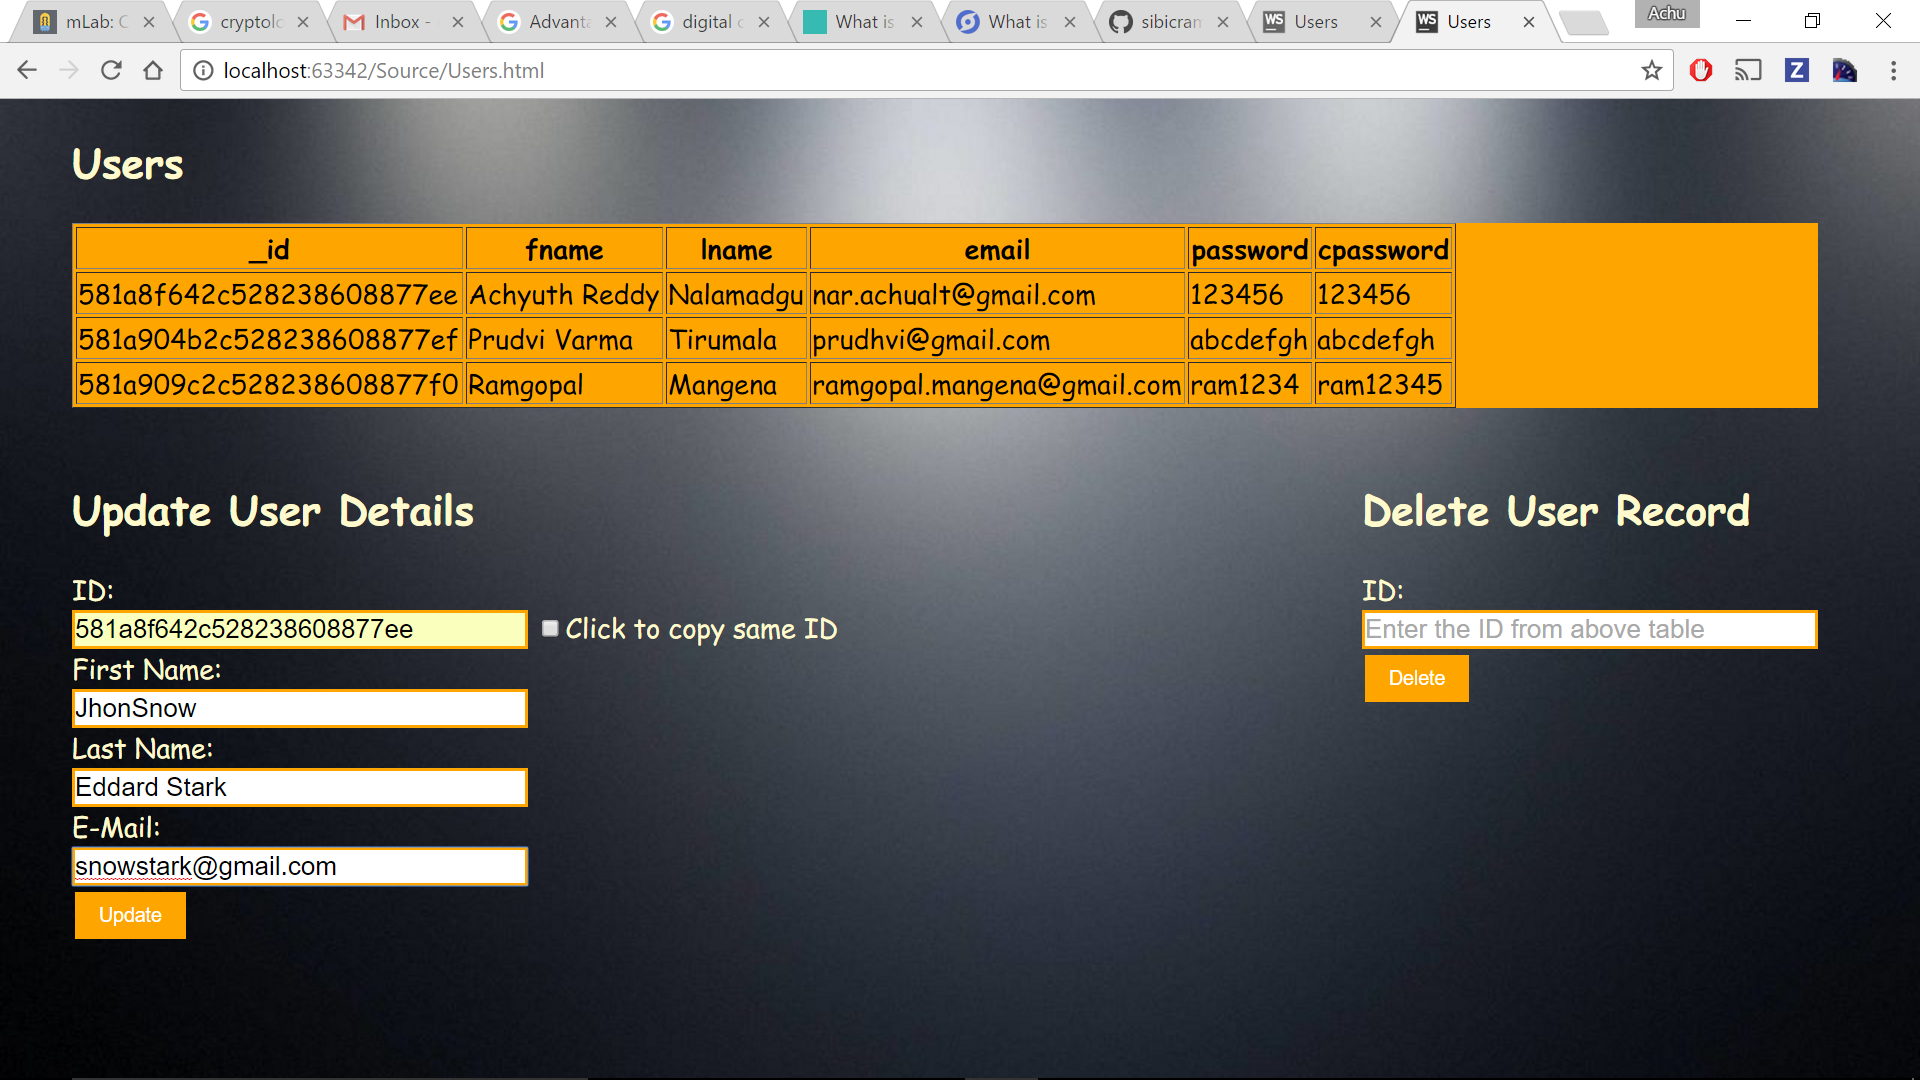 mLab: C
cryptolo
Inbox -
Advanta
digital c
What is
What is
sibicram
WS Users
WS Users
Achu
localhost:63342/Source/Users.html
Z
Users
_id fname lname email password cpassword
581a8f642c528238608877ee Achyuth Reddy Nalamadgu nar.achualt@gmail.com 123456 123456
581a904b2c528238608877ef Prudvi Varma Tirumala prudhvi@gmail.com abcdefgh abcdefgh
581a909c2c528238608877f0 Ramgopal Mangena ramgopal.mangena@gmail.com ram1234 ram12345
Update User Details
ID:
581a8f642c528238608877ee Click to copy same ID
First Name:
JhonSnow
Last Name:
Eddard Stark
E-Mail:
snowstark@gmail.com
Update
Delete User Record
ID:
Enter the ID from above table
Delete